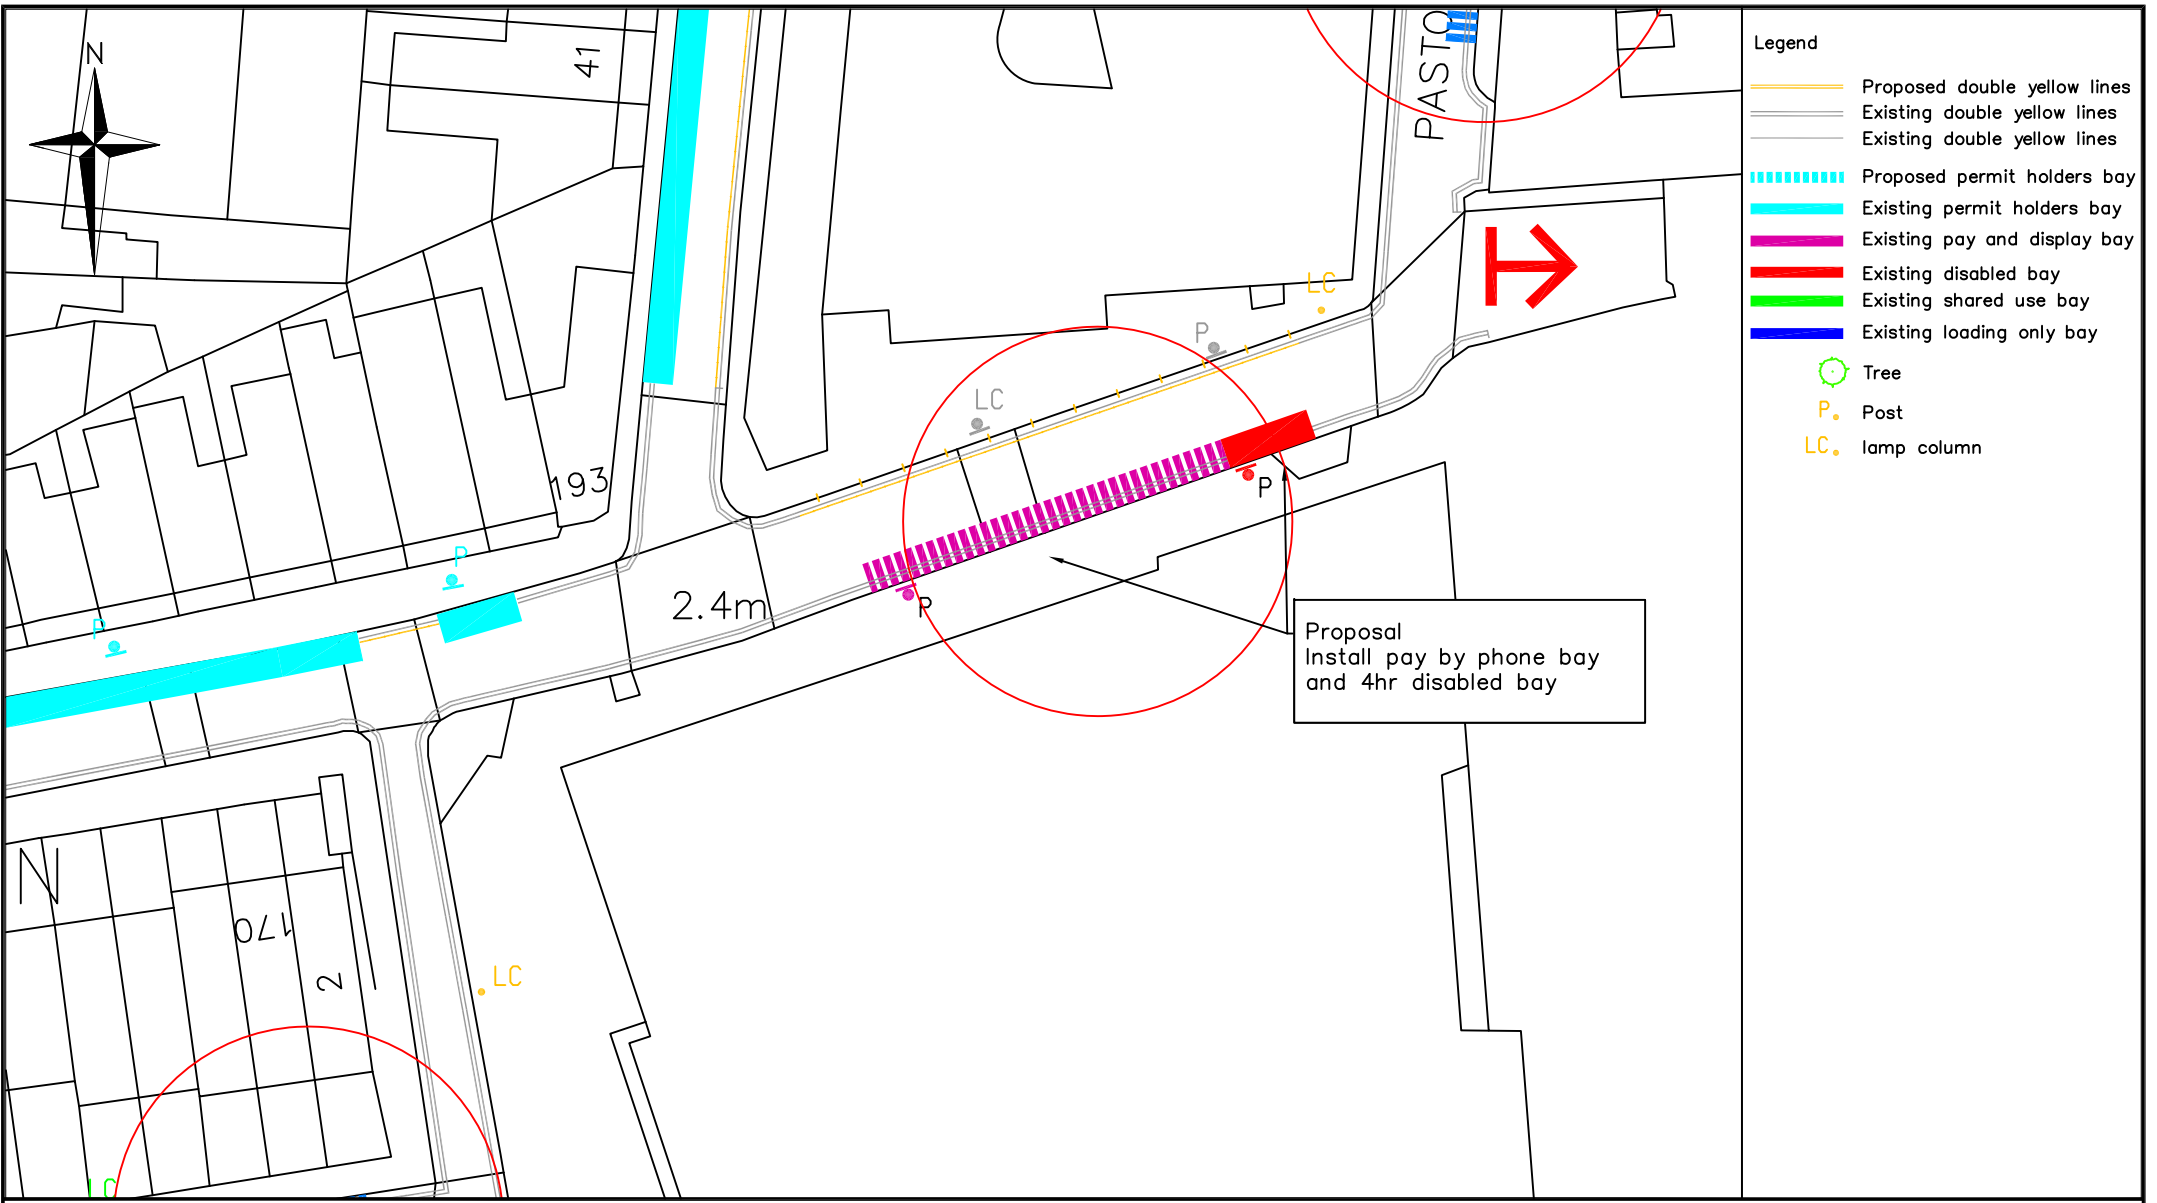 N
41
PASTO
Legend
Proposed double yellow lines
Existing double yellow lines
Existing double yellow lines
Proposed permit holders bay
Existing permit holders bay
Existing pay and display bay
Existing disabled bay
Existing shared use bay
Existing loading only bay
Tree
P. Post
LC. lamp column
LC
P
LC
193
P
P
P
2.4m
P
Proposal
Install pay by phone bay
and 4hr disabled bay
N
170
2
LC
LC